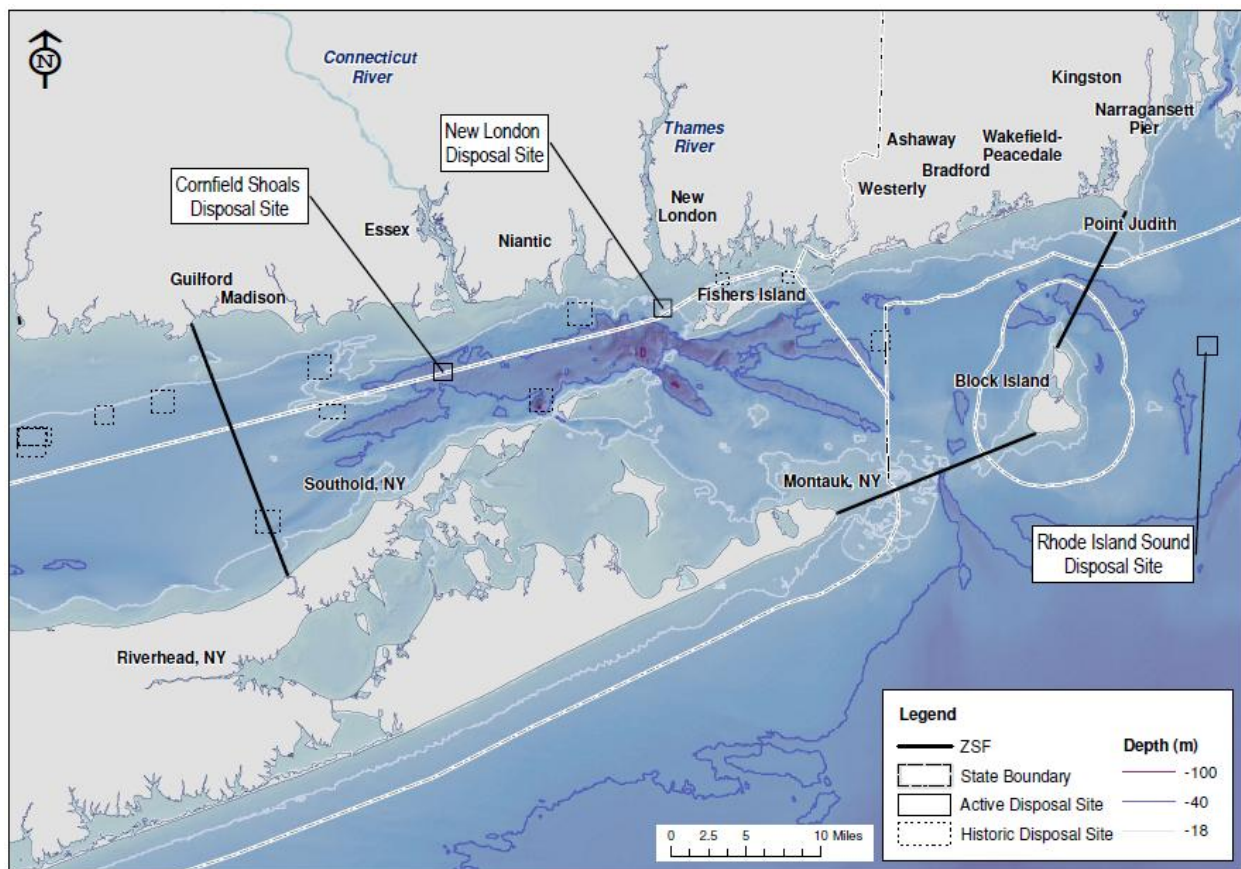 N
Connecticut
River
Kingston
Narragansett
Pier
New London
Disposal Site
Thames
River
Ashaway
Wakefield-
Peacedale
Bradford
Westerly
Cornfield Shoals
Disposal Site
Essex
Niantic
New
London
Point Judith
Guilford
Madison
Fishers Island
Block Island
Southold, NY
Montauk, NY
Rhode Island Sound
Disposal Site
Riverhead, NY
Legend
ZSF
State Boundary
Active Disposal Site
Historic Disposal Site
Depth (m)
-100
-40
-18
0 2.5 5 10 Miles